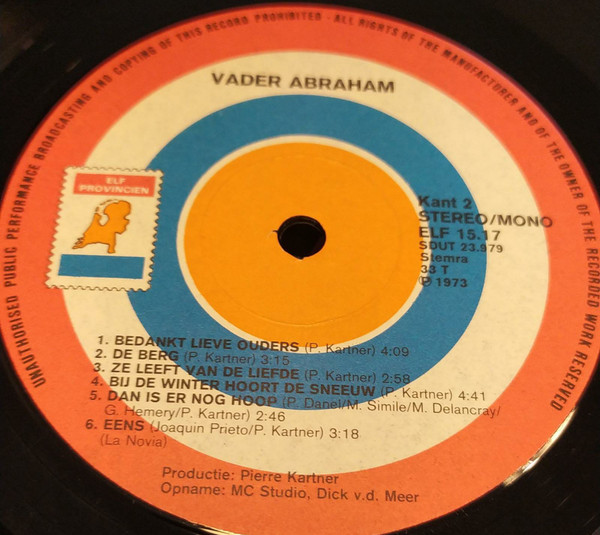 UNAUTHORISED PUBLIC PERFORMANCE BROADCASTING AND COPYING OF THIS RECORD PROHIBITED - ALL RIGHTS OF THE MANUFACTURER AND OF THE OWNER OF THE RECORDED WORK RESERVED
VADER ABRAHAM
ELF
PROVINCIEN
Kant 2
STEREO/MONO
ELF 15.17
SDUT 23.979
Stemra
33 T
℗ 1973
1. BEDANKT LIEVE OUDERS (P. Kartner) 4:09
2. DE BERG (P. Kartner) 3:15
3. ZE LEEFT VAN DE LIEFDE (P. Kartner) 2:58
4. BIJ DE WINTER HOORT DE SNEEUW (P. Kartner) 4:41
5. DAN IS ER NOG HOOP (P. Danel/M. Simile/M. Delancray/
G. Hemery/P. Kartner) 2:46
6. EENS (Joaquin Prieto/P. Kartner) 3:18
(La Novia)
Productie: Pierre Kartner
Opname: MC Studio, Dick v.d. Meer